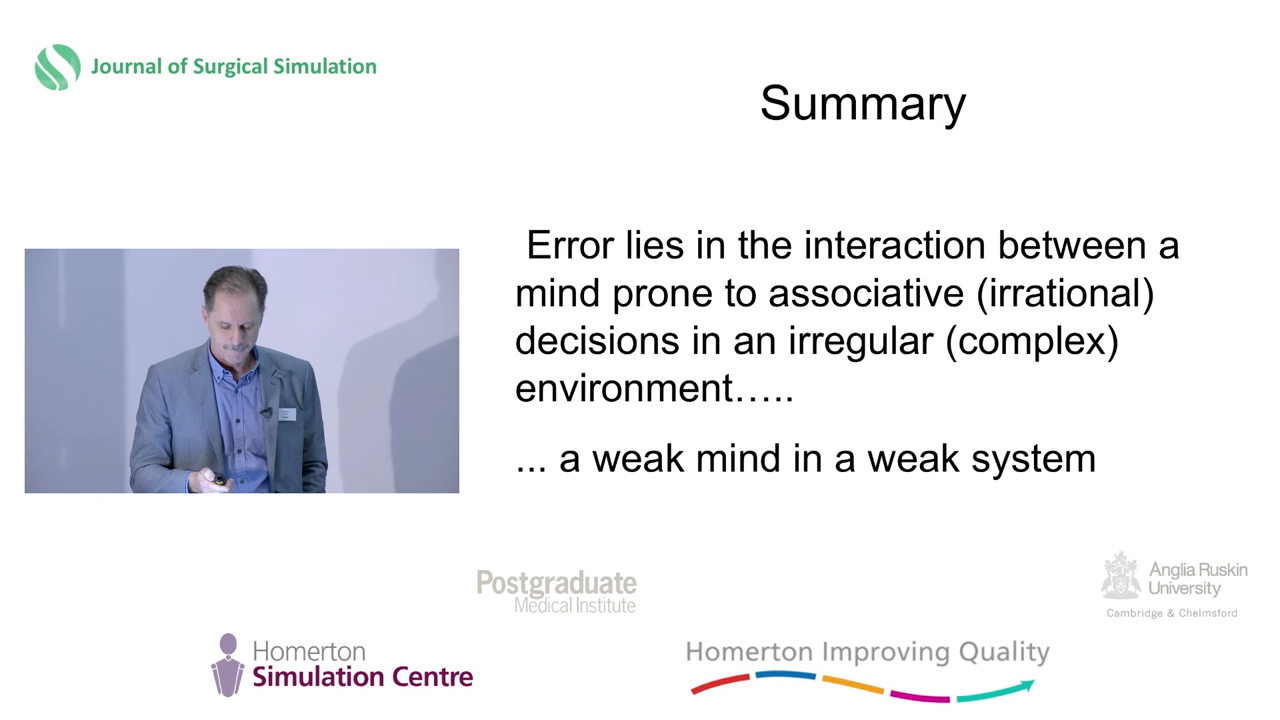 Journal of Surgical Simulation
Summary
Error lies in the interaction between a
mind prone to associative (irrational)
decisions in an irregular (complex)
environment…..
... a weak mind in a weak system
Postgraduate
Medical Institute
Anglia Ruskin
University
Cambridge & Chelmsford
Homerton
Simulation Centre
Homerton Improving Quality